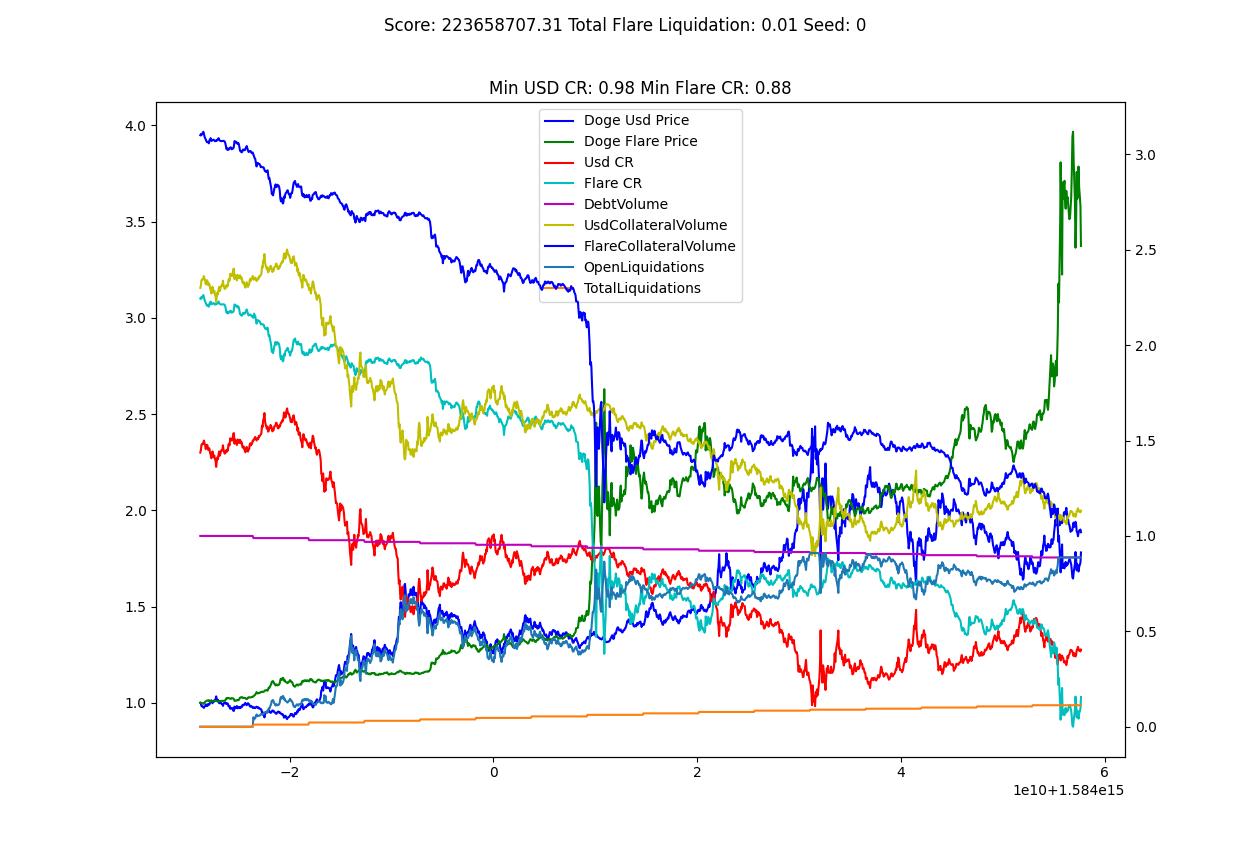 Score: 223658707.31 Total Flare Liquidation: 0.01 Seed: 0
Min USD CR: 0.98 Min Flare CR: 0.88
4.0
3.5
3.0
2.5
2.0
1.5
1.0
Doge Usd Price
Doge Flare Price
Usd CR
Flare CR
DebtVolume
UsdCollateralVolume
FlareCollateralVolume
OpenLiquidations
TotalLiquidations
3.0
2.5
2.0
1.5
1.0
0.5
0.0
−2 0 2 4 6
1e10+1.584e15